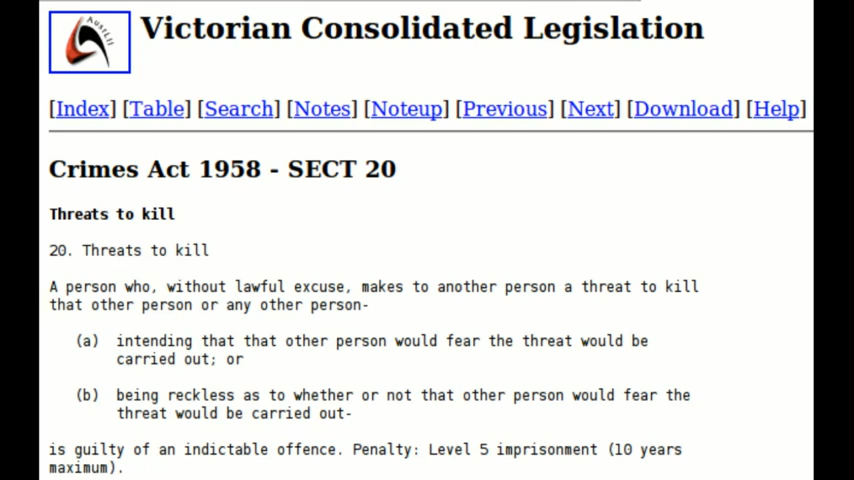 AustLII
Victorian Consolidated Legislation
[Index] [Table] [Search] [Notes] [Noteup] [Previous] [Next] [Download] [Help]
Crimes Act 1958 - SECT 20
Threats to kill
20. Threats to kill
A person who, without lawful excuse, makes to another person a threat to kill
that other person or any other person-
(a) intending that that other person would fear the threat would be
carried out; or
(b) being reckless as to whether or not that other person would fear the
threat would be carried out-
is guilty of an indictable offence. Penalty: Level 5 imprisonment (10 years
maximum).